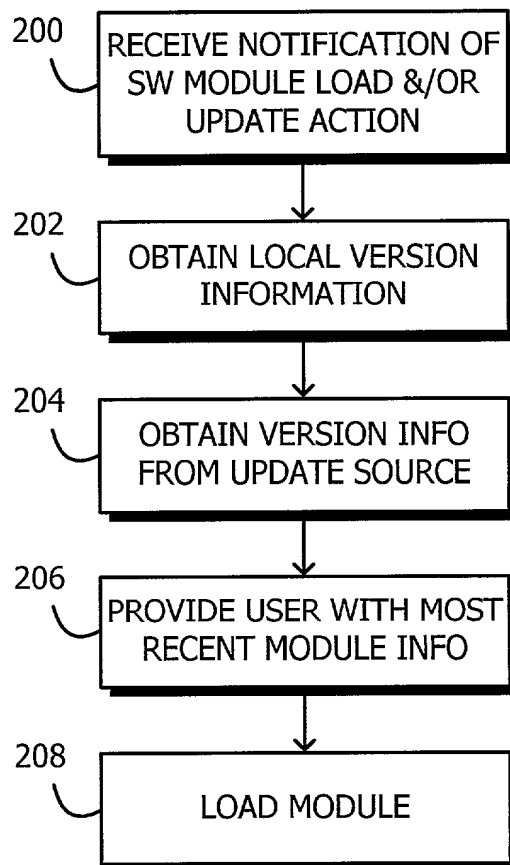 200
RECEIVE NOTIFICATION OF
SW MODULE LOAD &/OR
UPDATE ACTION
202
OBTAIN LOCAL VERSION
INFORMATION
204
OBTAIN VERSION INFO
FROM UPDATE SOURCE
206
PROVIDE USER WITH MOST
RECENT MODULE INFO
208
LOAD MODULE